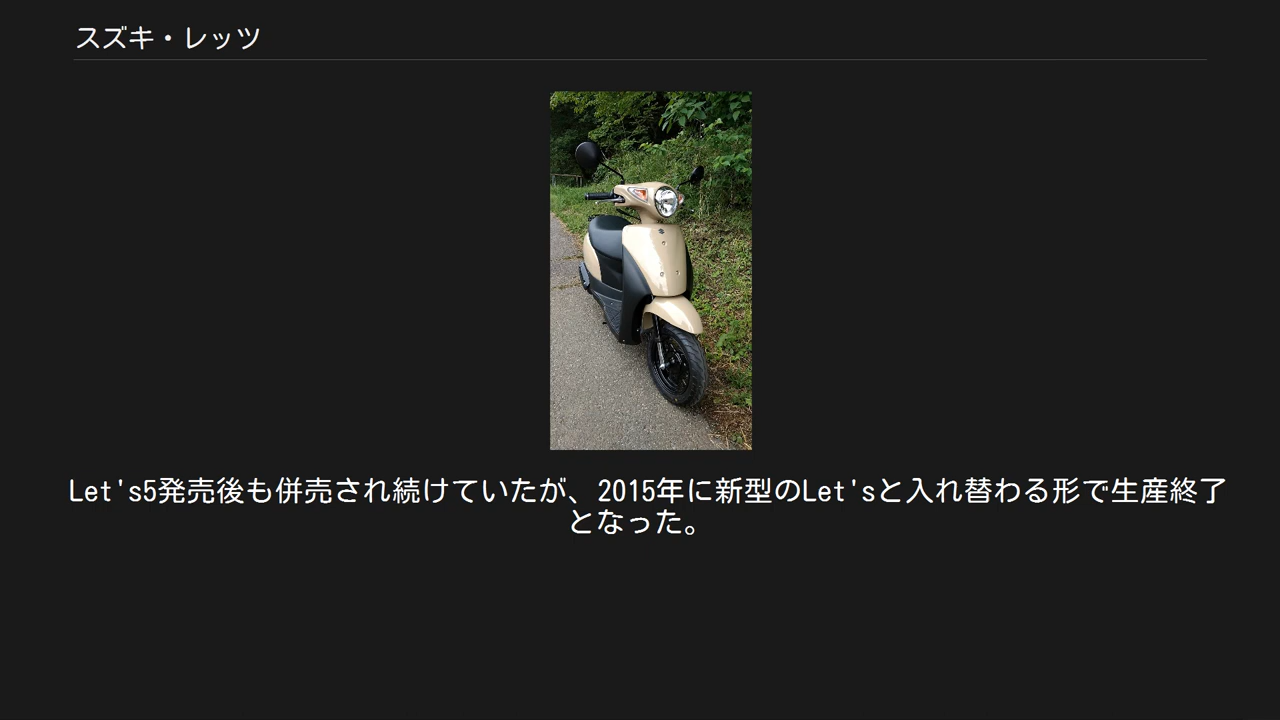 スズキ・レッツ
Let's5発売後も併売され続けていたが、2015年に新型のLet'sと入れ替わる形で生産終了
となった。